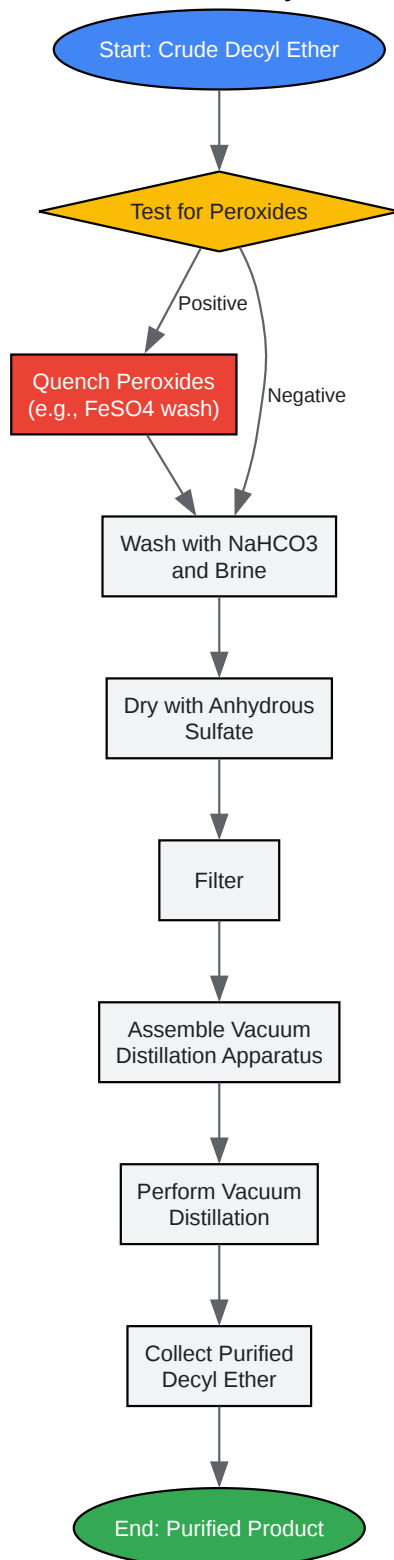 Start: Crude Decyl Ether
Test for Peroxides
Positive
Quench Peroxides
(e.g., FeSO4 wash)
Negative
Wash with NaHCO3
and Brine
Dry with Anhydrous
Sulfate
Filter
Assemble Vacuum
Distillation Apparatus
Perform Vacuum
Distillation
Collect Purified
Decyl Ether
End: Purified Product